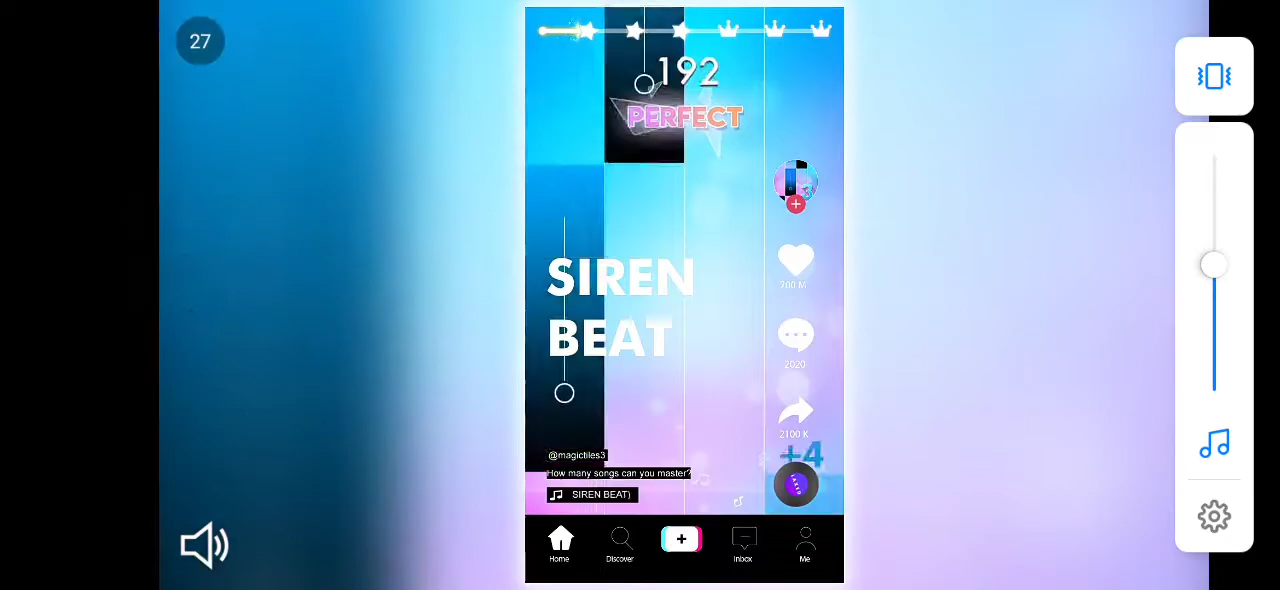 27
192
PERFECT
SIREN
BEAT
200 M
2020
2100 K
+4
@magictiles3
How many songs can you master?
SIREN BEAT)
Home
Discover
Inbox
Me